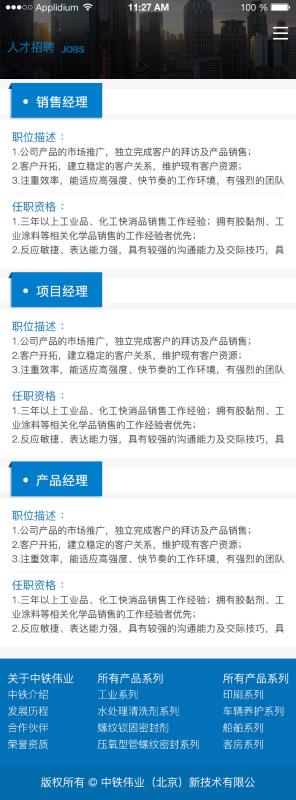 Applidium
11:27 AM
100 %
人才招聘 JOBS
销售经理
职位描述：
1.公司产品的市场推广，独立完成客户的拜访及产品销售；
2.客户开拓，建立稳定的客户关系，维护现有客户资源；
3.注重效率，能适应高强度、快节奏的工作环境，有强烈的团队
任职资格：
1.三年以上工业品、化工快消品销售工作经验；拥有胶黏剂、工
业涂料等相关化学品销售的工作经验者优先；
2.反应敏捷、表达能力强，具有较强的沟通能力及交际技巧，具
项目经理
职位描述：
1.公司产品的市场推广，独立完成客户的拜访及产品销售；
2.客户开拓，建立稳定的客户关系，维护现有客户资源；
3.注重效率，能适应高强度、快节奏的工作环境，有强烈的团队
任职资格：
1.三年以上工业品、化工快消品销售工作经验；拥有胶黏剂、工
业涂料等相关化学品销售的工作经验者优先；
2.反应敏捷、表达能力强，具有较强的沟通能力及交际技巧，具
产品经理
职位描述：
1.公司产品的市场推广，独立完成客户的拜访及产品销售；
2.客户开拓，建立稳定的客户关系，维护现有客户资源；
3.注重效率，能适应高强度、快节奏的工作环境，有强烈的团队
任职资格：
1.三年以上工业品、化工快消品销售工作经验；拥有胶黏剂、工
业涂料等相关化学品销售的工作经验者优先；
2.反应敏捷、表达能力强，具有较强的沟通能力及交际技巧，具
关于中铁伟业 所有产品系列 所有产品系列
中铁介绍 工业系列 印刷系列
发展历程 水处理清洗剂系列 车辆养护系列
合作伙伴 螺纹锁固密封剂 船舶系列
荣誉资质 压氧型管螺纹密封系列 客房系列
版权所有 © 中铁伟业（北京）新技术有限公